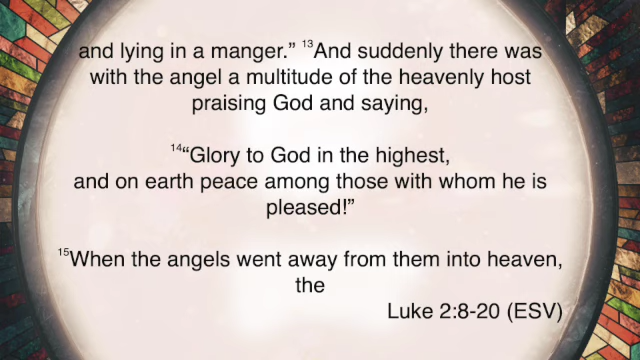 and lying in a manger.” ¹³And suddenly there was
with the angel a multitude of the heavenly host
praising God and saying,
¹⁴“Glory to God in the highest,
and on earth peace among those with whom he is
pleased!”
¹⁵When the angels went away from them into heaven,
the
Luke 2:8-20 (ESV)